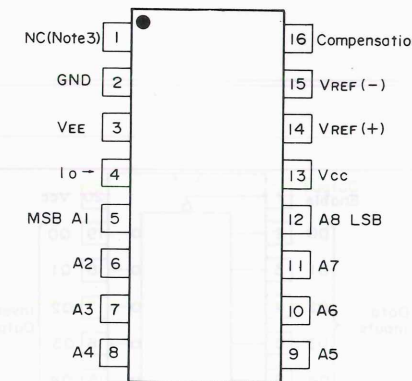 NC(Note3) 1
GND 2
VEE 3
Io→ 4
MSB A1 5
A2 6
A3 7
A4 8
16 Compensatio
15 VREF(-)
14 VREF(+)
13 Vcc
12 A8 LSB
11 A7
10 A6
9 A5